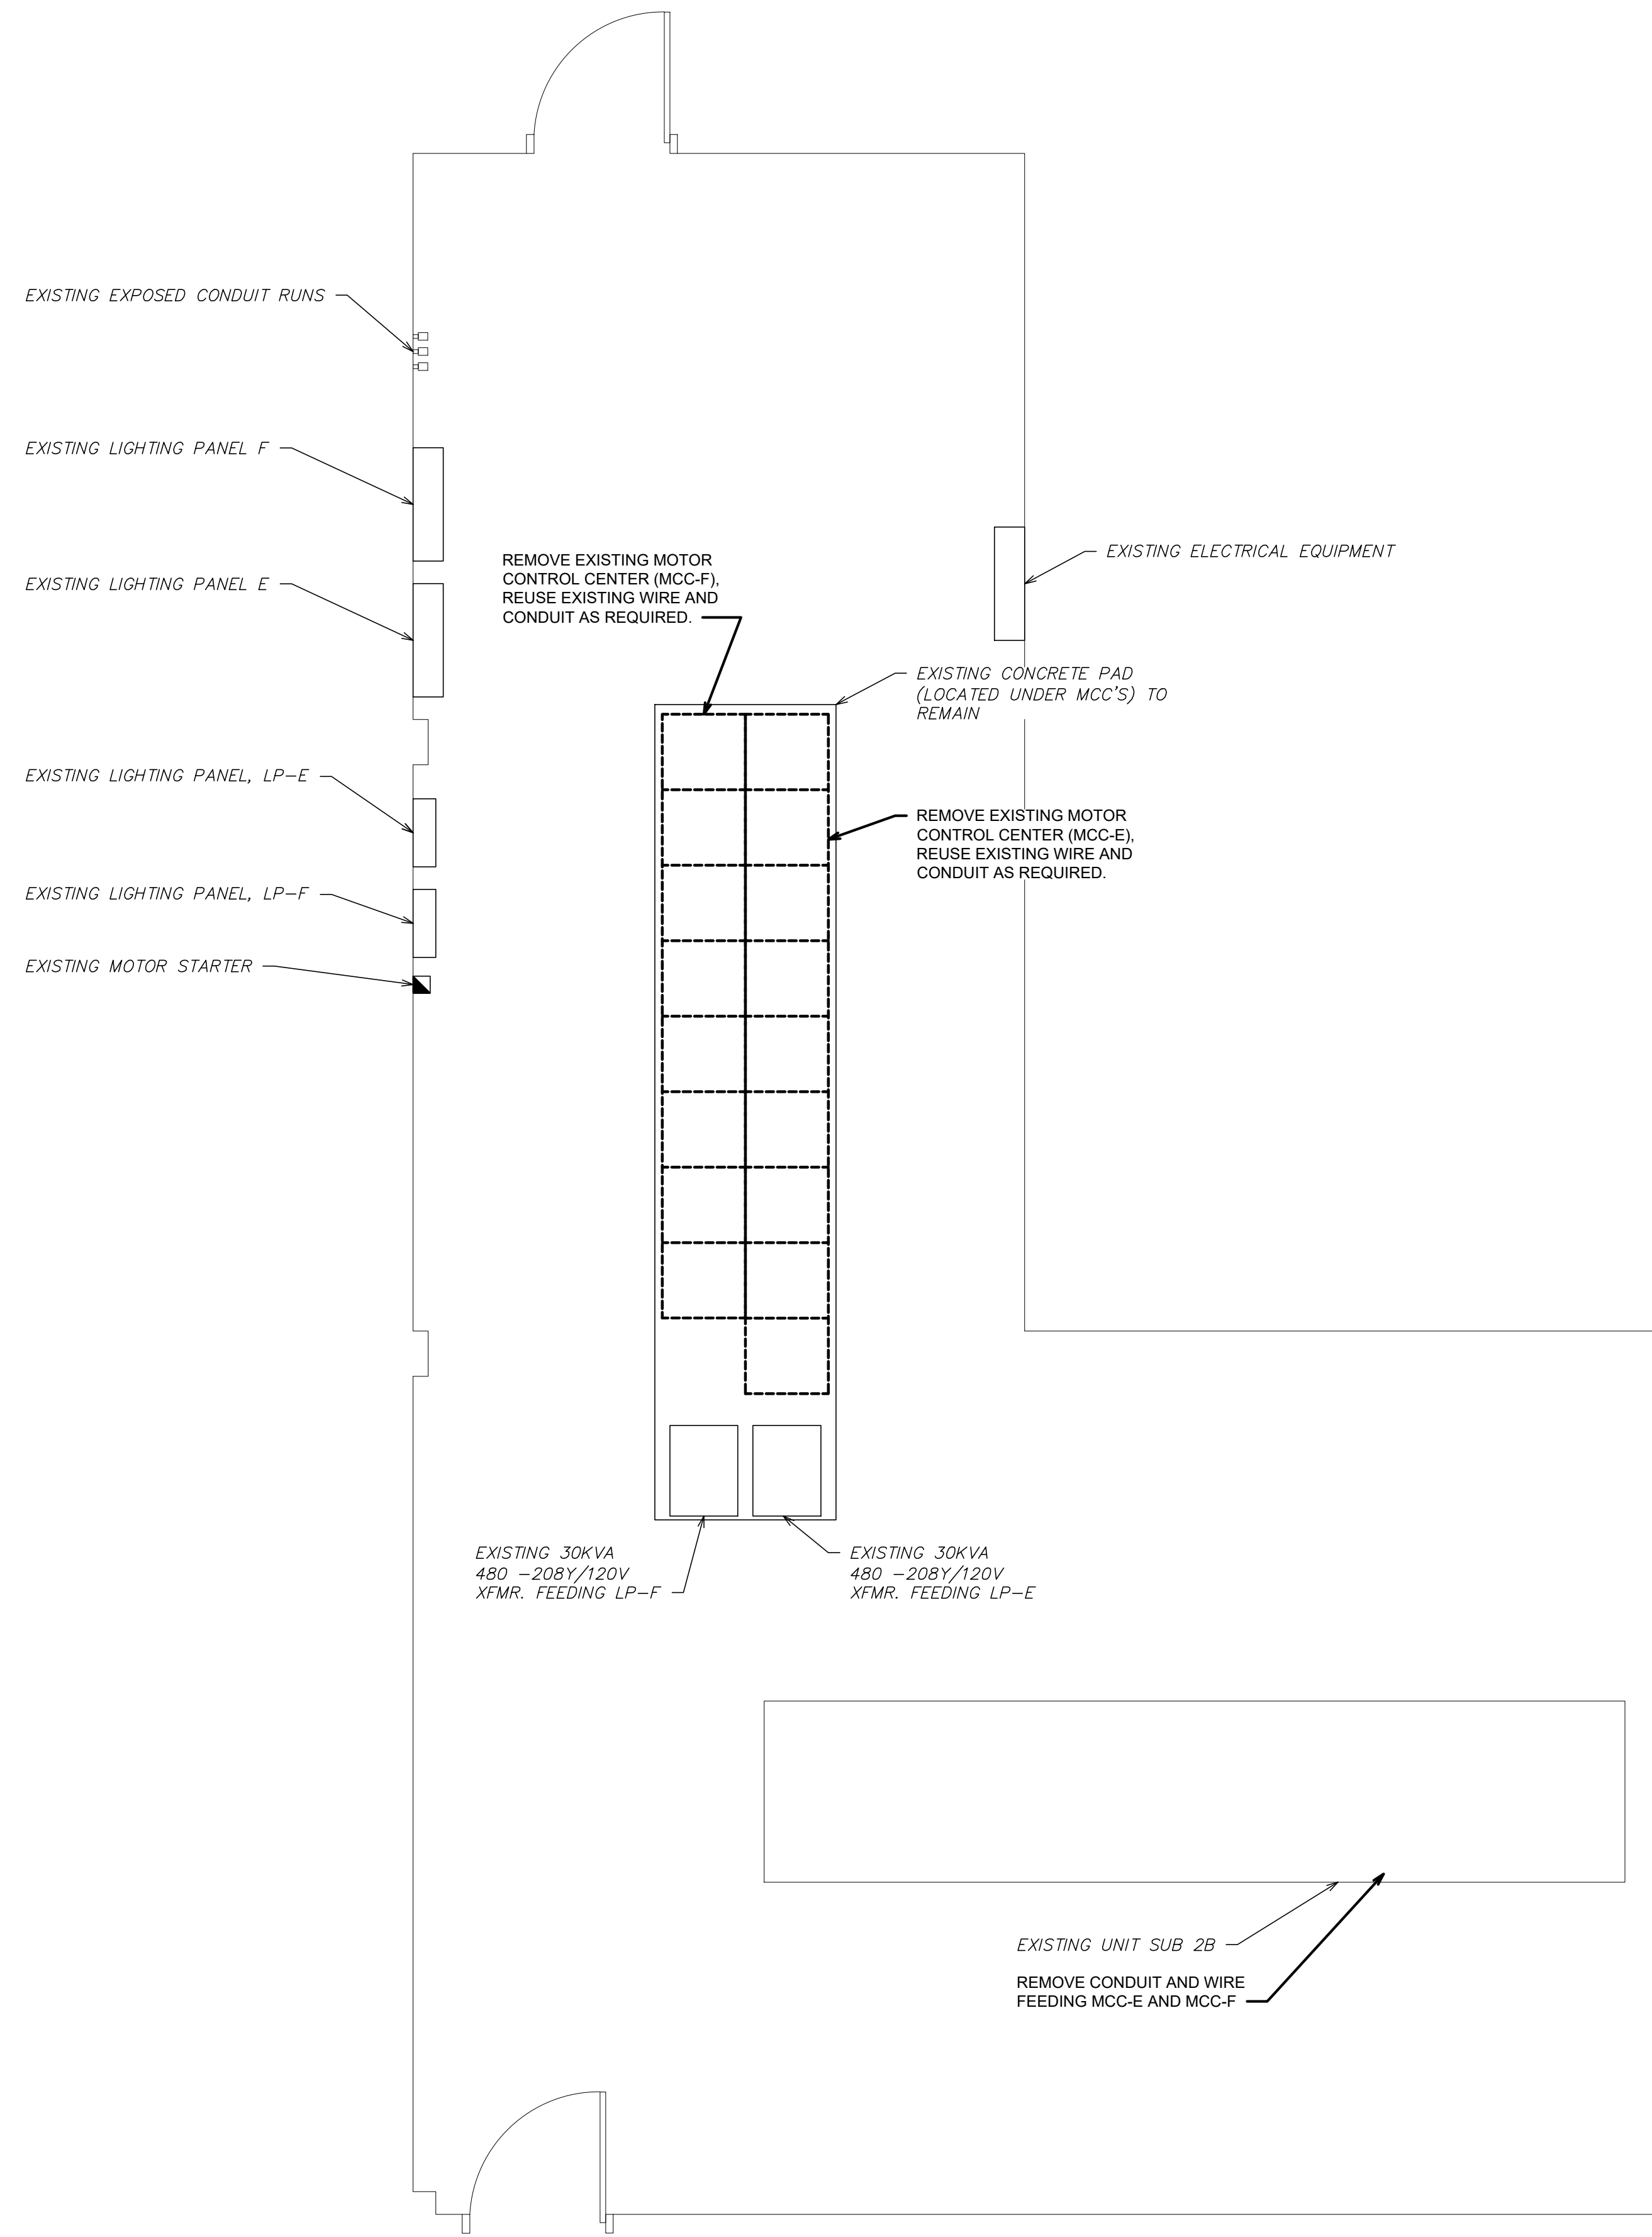 EXISTING EXPOSED CONDUIT RUNS
EXISTING LIGHTING PANEL F
EXISTING LIGHTING PANEL E
REMOVE EXISTING MOTOR
CONTROL CENTER (MCC-F),
REUSE EXISTING WIRE AND
CONDUIT AS REQUIRED.
EXISTING ELECTRICAL EQUIPMENT
EXISTING CONCRETE PAD
(LOCATED UNDER MCC'S) TO
REMAIN
EXISTING LIGHTING PANEL, LP-E
REMOVE EXISTING MOTOR
CONTROL CENTER (MCC-E),
REUSE EXISTING WIRE AND
CONDUIT AS REQUIRED.
EXISTING LIGHTING PANEL, LP-F
EXISTING MOTOR STARTER
EXISTING 30KVA
480 -208Y/120V
XFMR. FEEDING LP-F
EXISTING 30KVA
480 -208Y/120V
XFMR. FEEDING LP-E
EXISTING UNIT SUB 2B
REMOVE CONDUIT AND WIRE
FEEDING MCC-E AND MCC-F